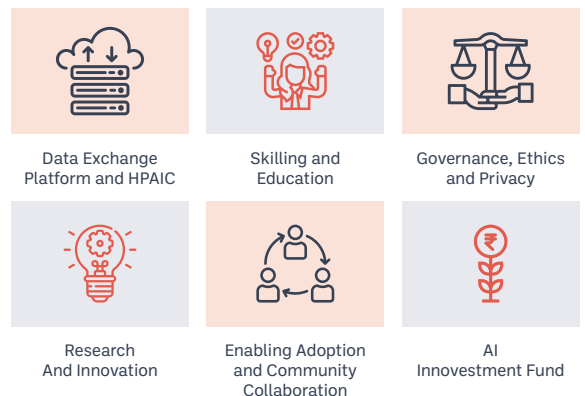 Data Exchange
Platform and HPAIC
Skilling and
Education
Governance, Ethics
and Privacy
₹
Research
And Innovation
Enabling Adoption
and Community
Collaboration
AI
Innovestment Fund